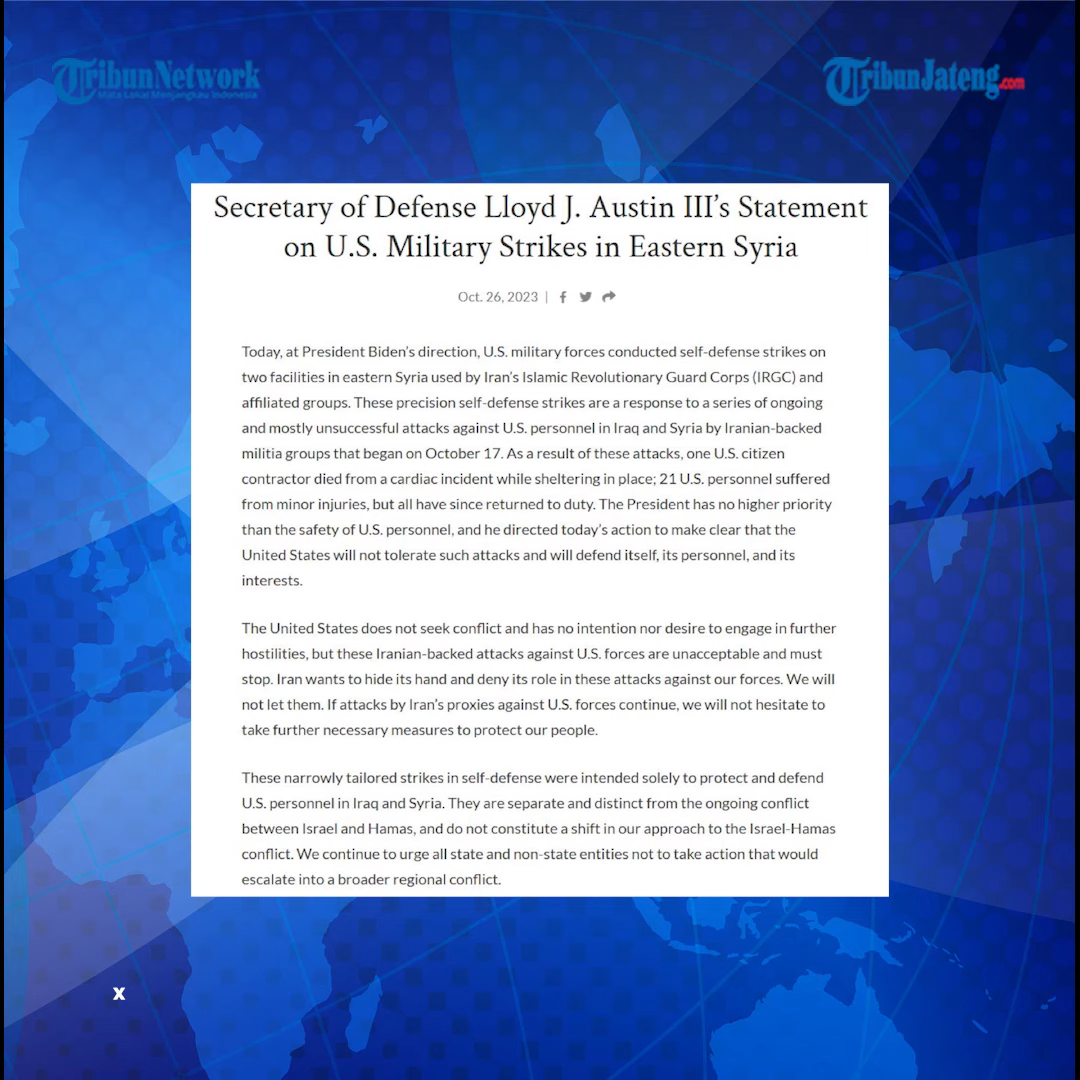 TribunNetwork
Mata Lokal Menjangkau Indonesia
TribunJateng.com
Secretary of Defense Lloyd J. Austin III’s Statement
on U.S. Military Strikes in Eastern Syria
Oct. 26, 2023 |
Today, at President Biden’s direction, U.S. military forces conducted self-defense strikes on
two facilities in eastern Syria used by Iran’s Islamic Revolutionary Guard Corps (IRGC) and
affiliated groups. These precision self-defense strikes are a response to a series of ongoing
and mostly unsuccessful attacks against U.S. personnel in Iraq and Syria by Iranian-backed
militia groups that began on October 17. As a result of these attacks, one U.S. citizen
contractor died from a cardiac incident while sheltering in place; 21 U.S. personnel suffered
from minor injuries, but all have since returned to duty. The President has no higher priority
than the safety of U.S. personnel, and he directed today’s action to make clear that the
United States will not tolerate such attacks and will defend itself, its personnel, and its
interests.
The United States does not seek conflict and has no intention nor desire to engage in further
hostilities, but these Iranian-backed attacks against U.S. forces are unacceptable and must
stop. Iran wants to hide its hand and deny its role in these attacks against our forces. We will
not let them. If attacks by Iran’s proxies against U.S. forces continue, we will not hesitate to
take further necessary measures to protect our people.
These narrowly tailored strikes in self-defense were intended solely to protect and defend
U.S. personnel in Iraq and Syria. They are separate and distinct from the ongoing conflict
between Israel and Hamas, and do not constitute a shift in our approach to the Israel-Hamas
conflict. We continue to urge all state and non-state entities not to take action that would
escalate into a broader regional conflict.
X